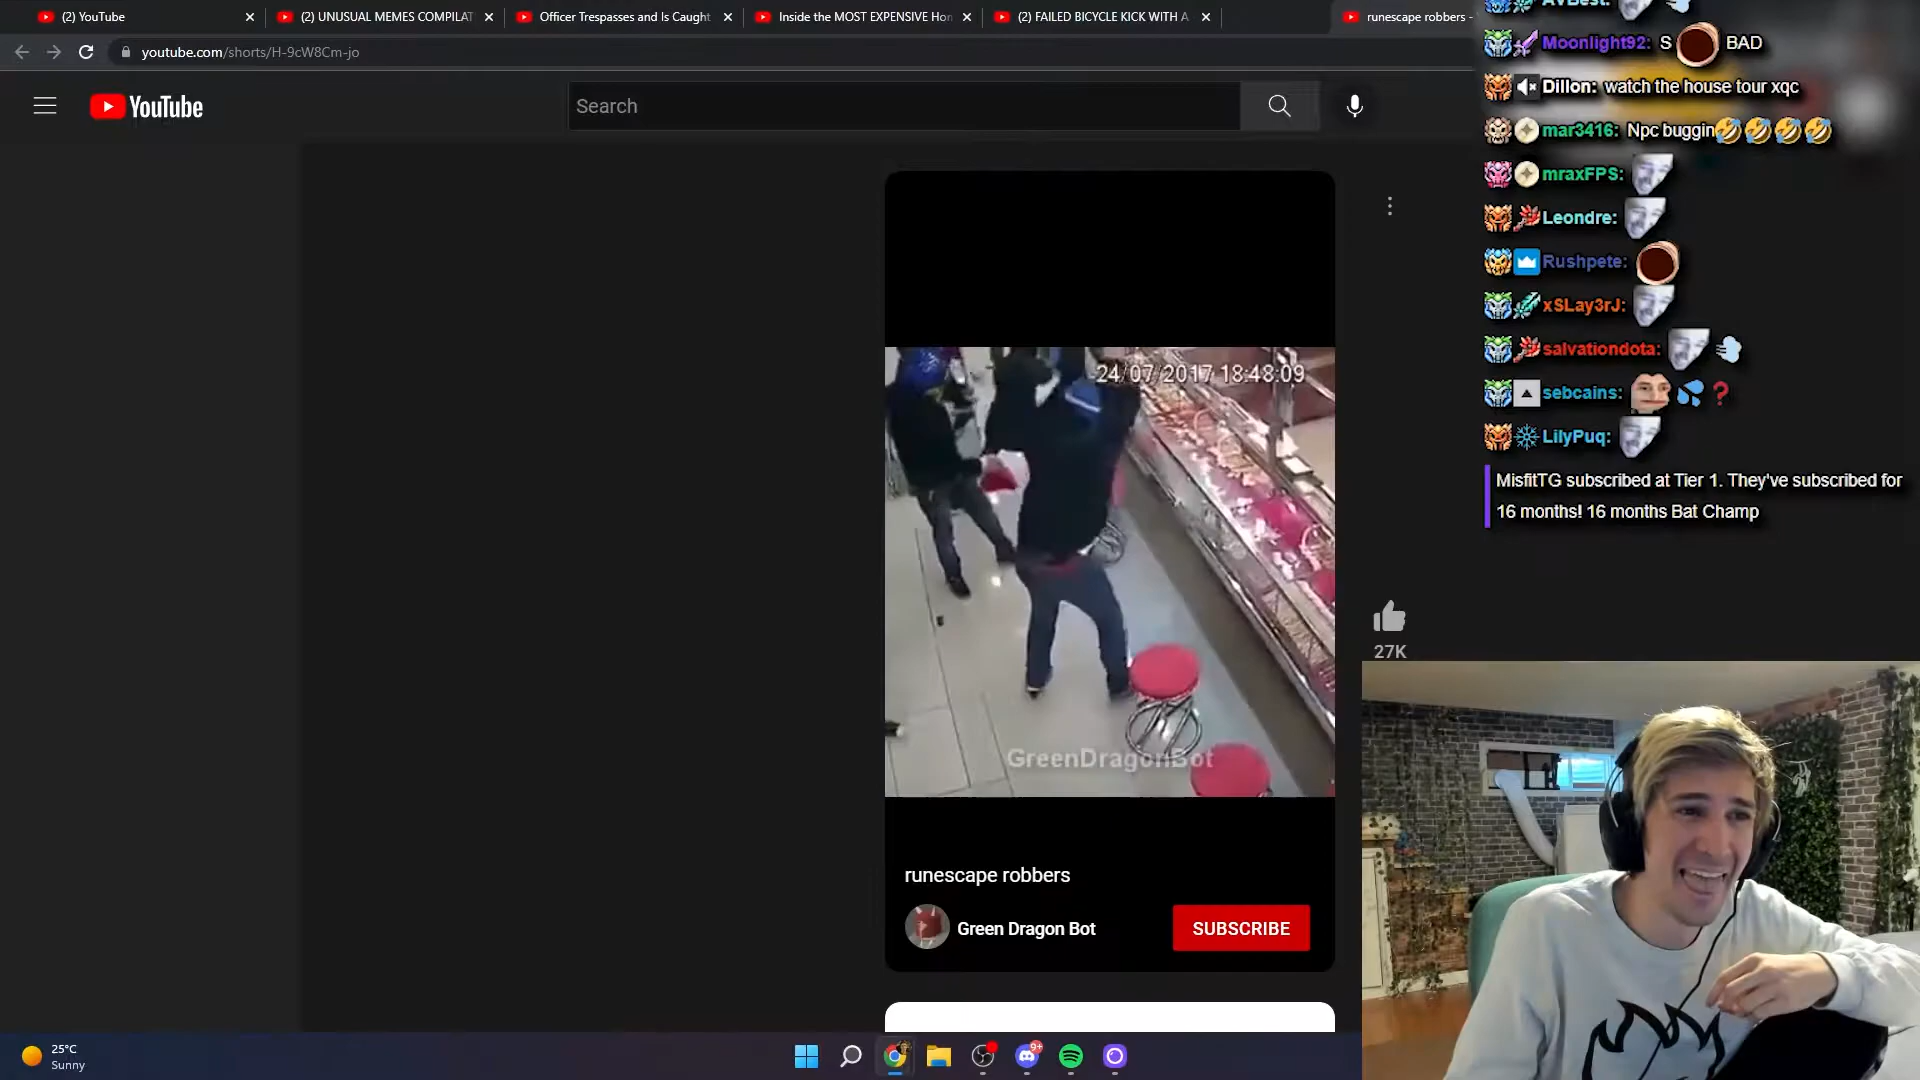 (2) YouTube
(2) UNUSUAL MEMES COMPILAT
Officer Trespasses and Is Caught
Inside the MOST EXPENSIVE Hon
(2) FAILED BICYCLE KICK WITH A
runescape robbers -
youtube.com/shorts/H-9cW8Cm-jo
YouTube
Search
AVBest:
Moonlight92: S BAD
Dillon: watch the house tour xqc
mar3416: Npc buggin
mraxFPS:
Leondre:
Rushpete:
xSLay3rJ:
salvationdota:
sebcains:
LilyPuq:
MisfitTG subscribed at Tier 1. They've subscribed for
16 months! 16 months Bat Champ
24/07/2017 18:48:09
27K
GreenDragonBot
runescape robbers
Green Dragon Bot
SUBSCRIBE
25°C
Sunny
9+